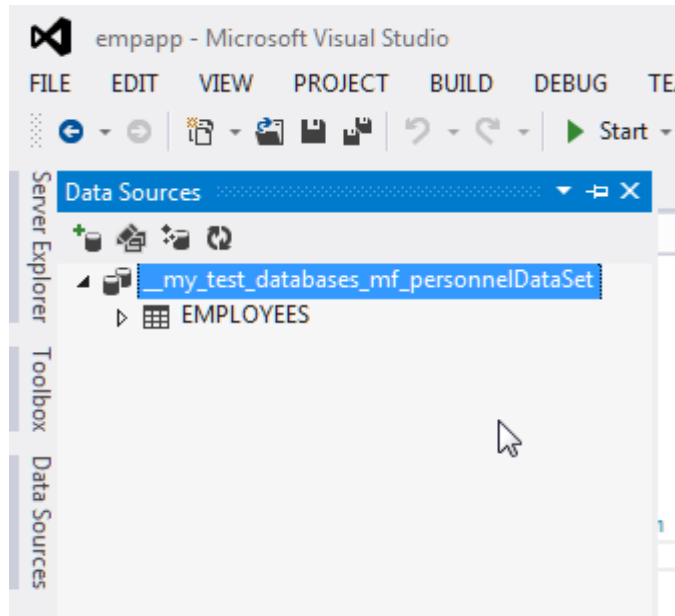 empapp - Microsoft Visual Studio
FILE EDIT VIEW PROJECT BUILD DEBUG
Start
Server Explorer
Toolbox
Data Sources
Data Sources
__my_test_databases_mf_personnelDataSet
EMPLOYEES